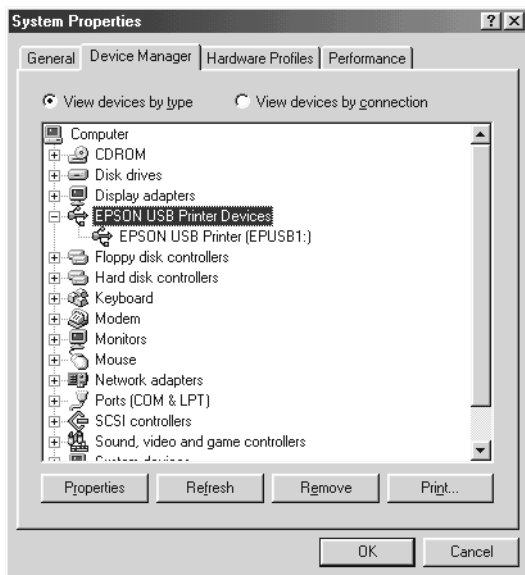 System Properties
General Device Manager Hardware Profiles Performance
View devices by type View devices by connection
Computer
CDROM
Disk drives
Display adapters
EPSON USB Printer Devices
EPSON USB Printer (EPUSB1:)
Floppy disk controllers
Hard disk controllers
Keyboard
Modem
Monitors
Mouse
Network adapters
Ports (COM & LPT)
SCSI controllers
Sound, video and game controllers
System devices
Properties Refresh Remove Print...
OK Cancel